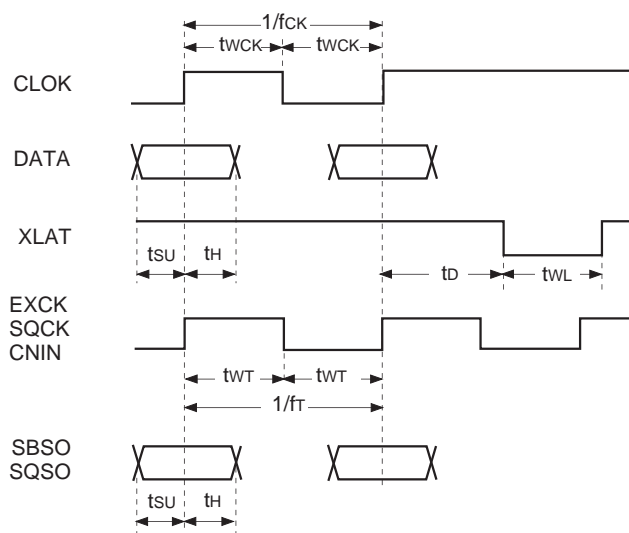 1/fCK
tWCK tWCK
CLOK
DATA
XLAT
tSU tH tD tWL
EXCK
SQCK
CNIN
tWT tWT
1/fT
SBSO
SQSO
tSU tH